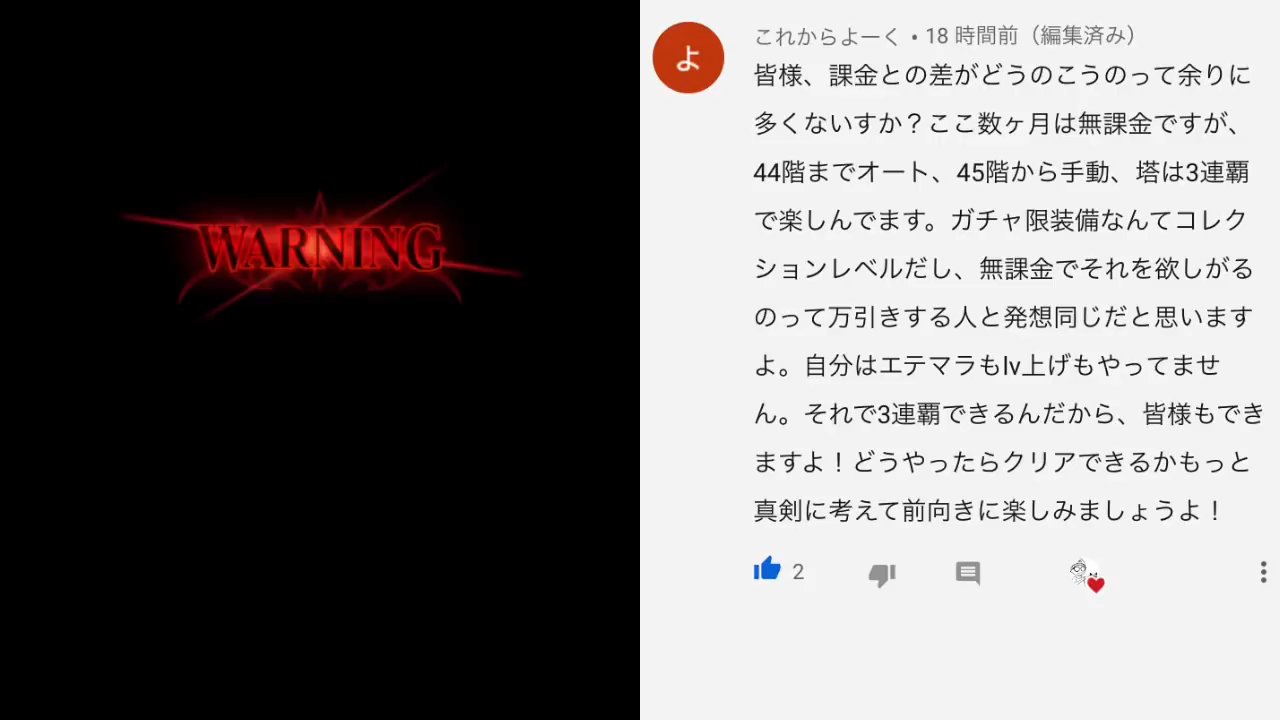 WARNING
よ
これからよーく • 18 時間前（編集済み）
皆様、課金との差がどうのこうのって余りに
多くないすか？ここ数ヶ月は無課金ですが、
44階までオート、45階から手動、塔は3連覇
で楽しんでます。ガチャ限装備なんてコレク
ションレベルだし、無課金でそれを欲しがる
のって万引きする人と発想同じだと思います
よ。自分はエテマラもlv上げもやってませ
ん。それで3連覇できるんだから、皆様もでき
ますよ！どうやったらクリアできるかもっと
真剣に考えて前向きに楽しみましょうよ！
2